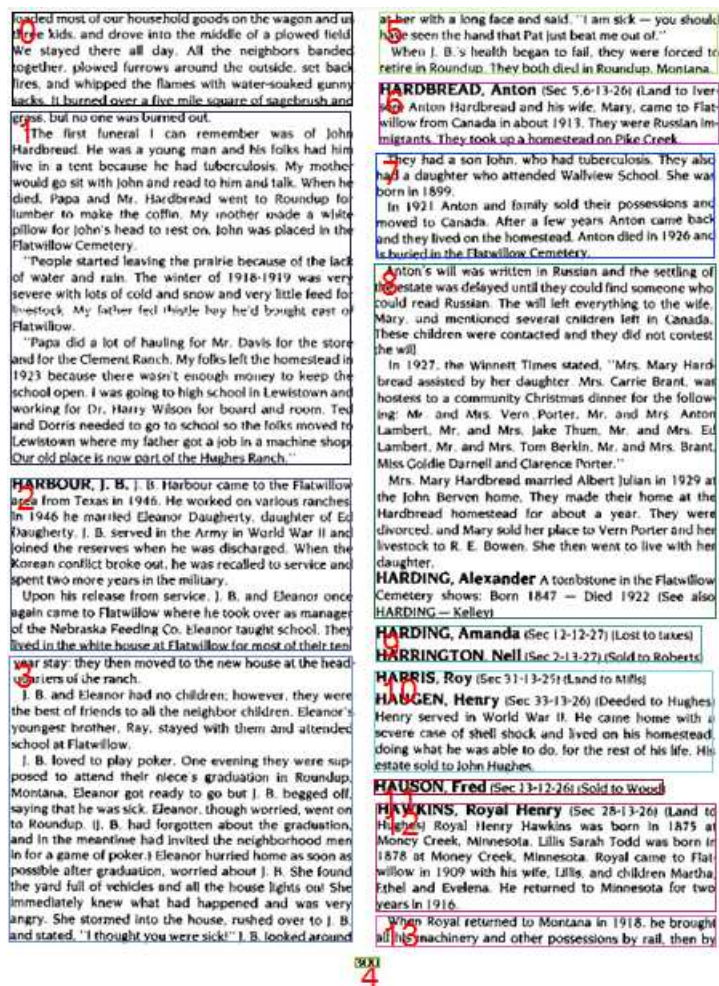 loaded most of our household goods on the wagon and us
three kids, and drove into the middle of a plowed field.
We stayed there all day. All the neighbors banded
together, plowed furrows around the outside, set back
fires, and whipped the flames with water-soaked gunny
sacks. It burned over a five mile square of sagebrush and
grass, but no one was burned out.
"The first funeral I can remember was of John
Hardbread. He was a young man and his folks had him
live in a tent because he had tuberculosis. My mother
would go sit with John and read to him and talk. When he
died, Papa and Mr. Hardbread went to Roundup for
lumber to make the coffin. My mother made a white
pillow for John's head to rest on. John was placed in the
Flatwillow Cemetery.
"People started leaving the prairie because of the lack
of water and rain. The winter of 1918-1919 was very
severe with lots of cold and snow and very little feed for
livestock. My father fed thistle hay he'd bought east of
Flatwillow.
"Papa did a lot of hauling for Mr. Davis for the store
and for the Clement Ranch. My folks left the homestead in
1923 because there wasn't enough money to keep the
school open. I was going to high school in Lewistown and
working for Dr. Harry Wilson for board and room. Ted
and Dorris needed to go to school so the folks moved to
Lewistown where my father got a job in a machine shop.
Our old place is now part of the Hughes Ranch."
HARBOUR, J. B. J. B. Harbour came to the Flatwillow
area from Texas in 1946. He worked on various ranches.
In 1946 he married Eleanor Daugherty, daughter of Ed
Daugherty. J. B. served in the Army in World War II and
joined the reserves when he was discharged. When the
Korean conflict broke out, he was recalled to service and
spent two more years in the military.
Upon his release from service, J. B. and Eleanor once
again came to Flatwillow where he took over as manager
of the Nebraska Feeding Co. Eleanor taught school. They
lived in the white house at Flatwillow for most of their ten
year stay; they then moved to the new house at the head-
quarters of the ranch.
J. B. and Eleanor had no children; however, they were
the best of friends to all the neighbor children. Eleanor's
youngest brother, Ray, stayed with them and attended
school at Flatwillow.
J. B. loved to play poker. One evening they were sup-
posed to attend their niece's graduation in Roundup,
Montana. Eleanor got ready to go but J. B. begged off,
saying that he was sick. Eleanor, though worried, went on
to Roundup. (J. B. had forgotten about the graduation,
and in the meantime had invited the neighborhood men
in for a game of poker.) Eleanor hurried home as soon as
possible after graduation, worried about J. B. She found
the yard full of vehicles and all the house lights on! She
immediately knew what had happened and was very
angry. She stormed into the house, rushed over to J. B.
and stated, "I thought you were sick!" J. B. looked around
at her with a long face and said, "I am sick — you should
have seen the hand that Pat just beat me out of."
When J. B.'s health began to fail, they were forced to
retire in Roundup. They both died in Roundup, Montana.
HARDBREAD, Anton (Sec 5,6-13-26) (Land to Iver-
son) Anton Hardbread and his wife, Mary, came to Flat-
willow from Canada in about 1913. They were Russian im-
migrants. They took up a homestead on Pike Creek.
They had a son John, who had tuberculosis. They also
had a daughter who attended Wallview School. She was
born in 1899.
In 1921 Anton and family sold their possessions and
moved to Canada. After a few years Anton came back
and they lived on the homestead. Anton died in 1926 and
is buried in the Flatwillow Cemetery.
Anton's will was written in Russian and the settling of
the estate was delayed until they could find someone who
could read Russian. The will left everything to the wife,
Mary, and mentioned several children left in Canada.
These children were contacted and they did not contest
the will.
In 1927, the Winnett Times stated, "Mrs. Mary Hard-
bread assisted by her daughter Mrs. Carrie Brant, was
hostess to a community Christmas dinner for the follow-
ing: Mr. and Mrs. Vern Porter, Mr. and Mrs. Anton
Lambert, Mr. and Mrs. Jake Thum, Mr. and Mrs. Ed
Lambert, Mr. and Mrs. Tom Berkin, Mr. and Mrs. Brant,
Miss Goldie Darnell and Clarence Porter."
Mrs. Mary Hardbread married Albert Julian in 1929 at
the John Berven home. They made their home at the
Hardbread homestead for about a year. They were
divorced, and Mary sold her place to Vern Porter and her
livestock to R. E. Bowen. She then went to live with her
daughter.
HARDING, Alexander A tombstone in the Flatwillow
Cemetery shows: Born 1847 — Died 1922 (See also
HARDING — Kelley)
HARDING, Amanda (Sec 12-12-27) (Lost to taxes)
HARRINGTON, Nell (Sec 2-13-27) (Sold to Roberts)
HARRIS, Roy (Sec 31-13-25) (Land to Mills)
HAUGEN, Henry (Sec 33-13-26) (Deeded to Hughes)
Henry served in World War II. He came home with a
severe case of shell shock and lived on his homestead,
doing what he was able to do, for the rest of his life. His
estate sold to John Hughes.
HAUSON, Fred (Sec 13-12-26) (Sold to Wood)
HAWKINS, Royal Henry (Sec 28-13-26) (Land to
Hughes) Royal Henry Hawkins was born in 1875 at
Money Creek, Minnesota. Lillis Sarah Todd was born in
1878 at Money Creek, Minnesota. Royal came to Flat-
willow in 1909 with his wife, Lillis, and children Martha,
Ethel and Evelena. He returned to Minnesota for two
years in 1916.
When Royal returned to Montana in 1918, he brought
all his machinery and other possessions by rail, then by
0
1
2
3
4
5
6
7
8
9
10
11
12
13